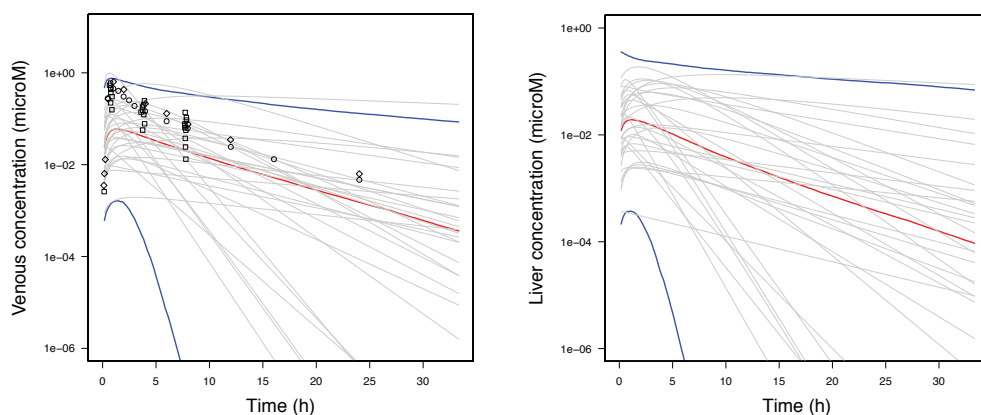 Venous concentration (microM)
1e+00
1e−02
1e−04
1e−06
0 5 10 15 20 25 30
Time (h)
Liver concentration (microM)
1e+00
1e−02
1e−04
1e−06
0 5 10 15 20 25 30
Time (h)